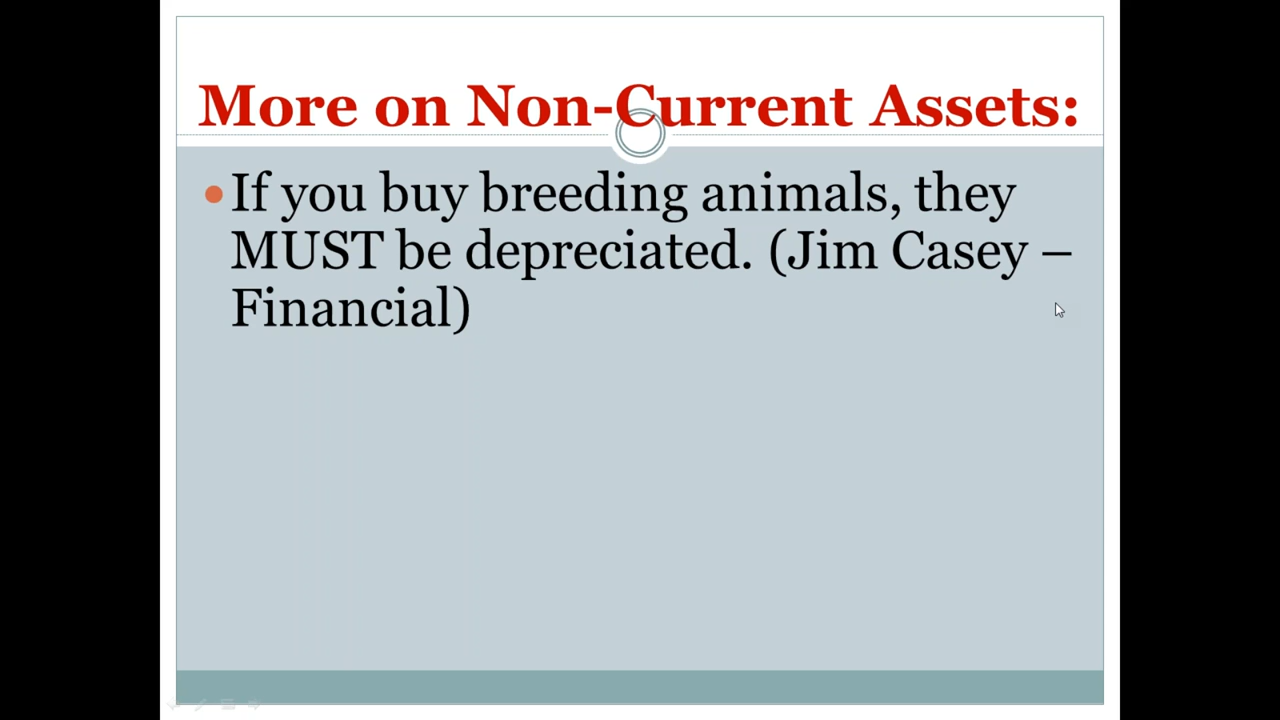 More on Non-Current Assets:
•If you buy breeding animals, they
MUST be depreciated. (Jim Casey –
Financial)